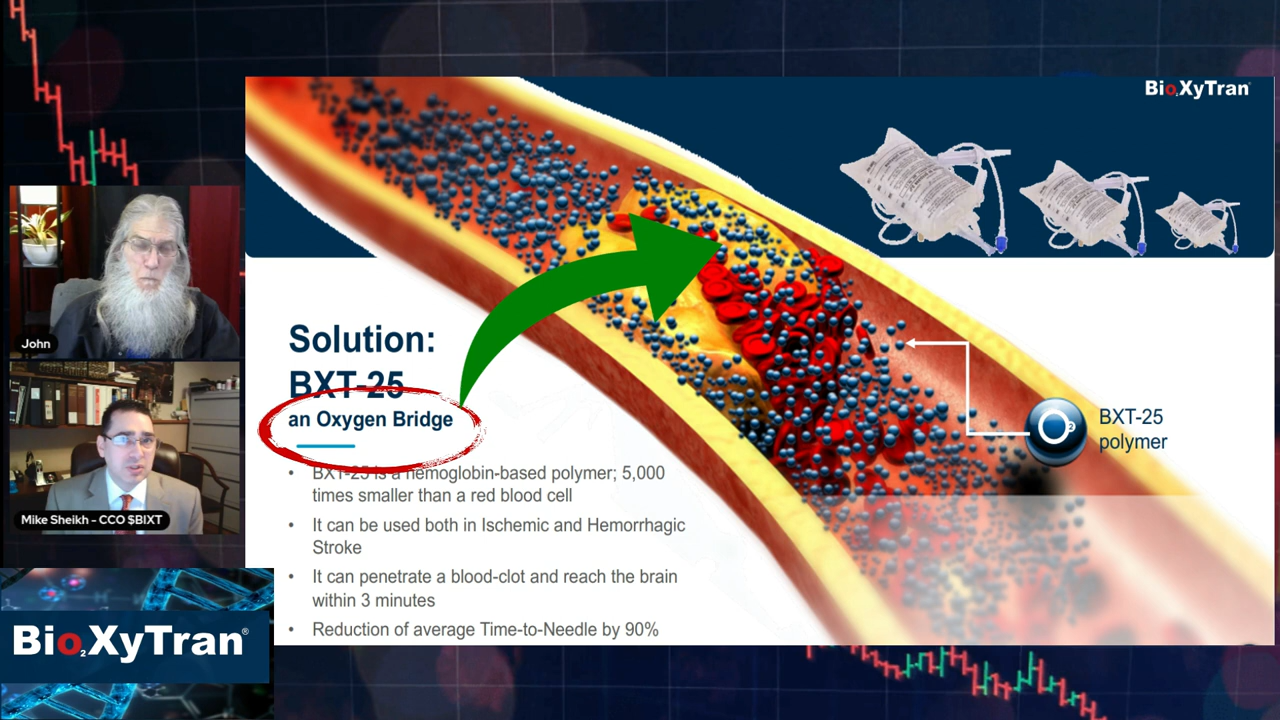 BiO2XyTran®
John
Mike Sheikh - CCO $BIXT
BiO2XyTran®
Solution:
BXT-25
an Oxygen Bridge
• BXT-25 is a hemoglobin-based polymer; 5,000
times smaller than a red blood cell
• It can be used both in Ischemic and Hemorrhagic
Stroke
• It can penetrate a blood-clot and reach the brain
within 3 minutes
• Reduction of average Time-to-Needle by 90%
O2
BXT-25
polymer